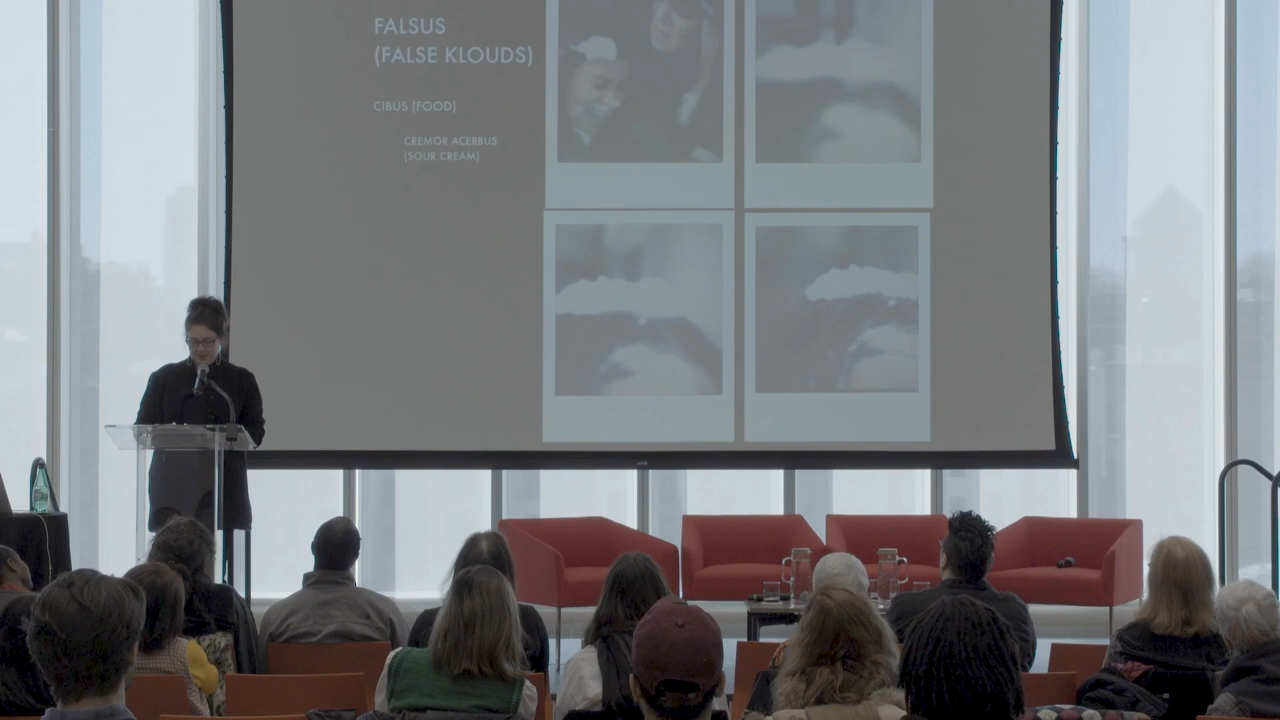 FALSUS
(FALSE KLOUDS)
CIBUS (FOOD)
CREMOR ACERBUS
(SOUR CREAM)